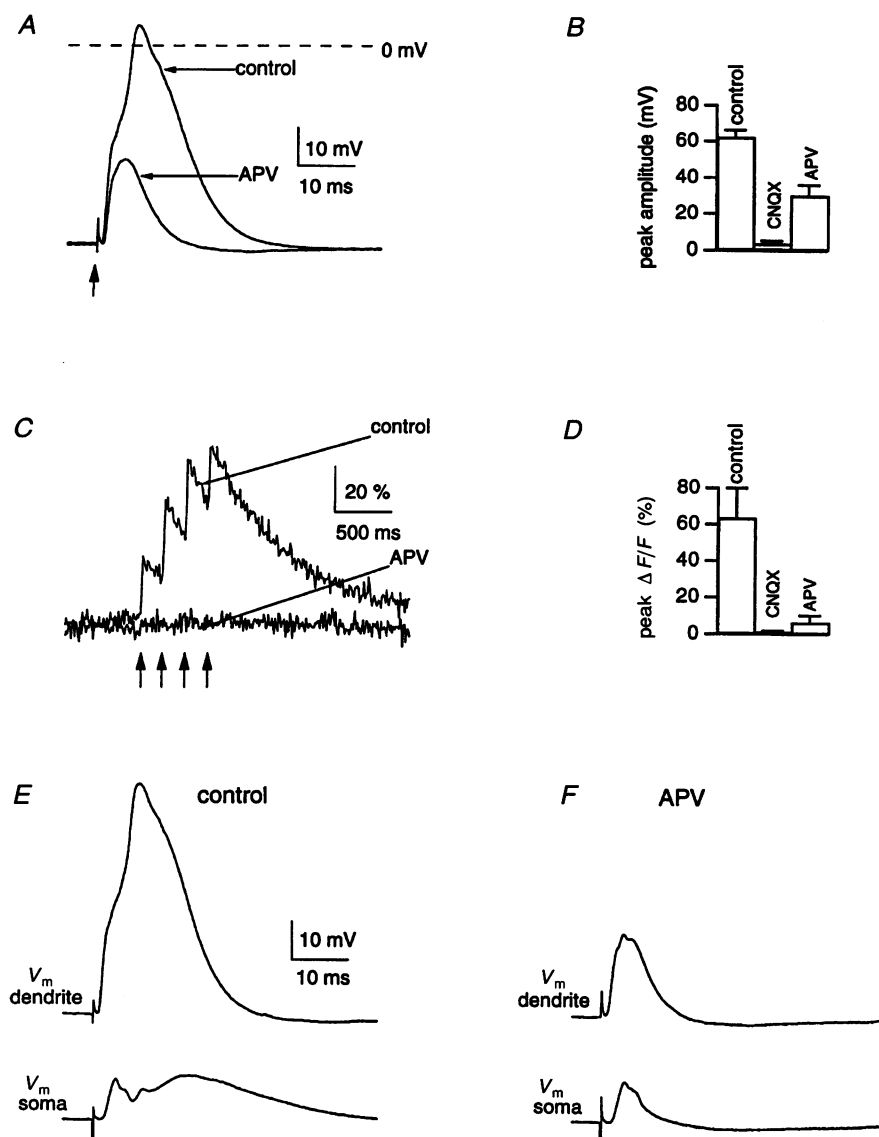 A
0 mV
control
10 mV
10 ms
APV
B
peak amplitude (mV)
80
60
40
20
0
control
CNQX
APV
C
control
20 %
500 ms
APV
D
peak Δ F/F (%)
80
60
40
20
0
control
CNQX
APV
E
control
10 mV
10 ms
Vm
dendrite
Vm
soma
F
APV
Vm
dendrite
Vm
soma